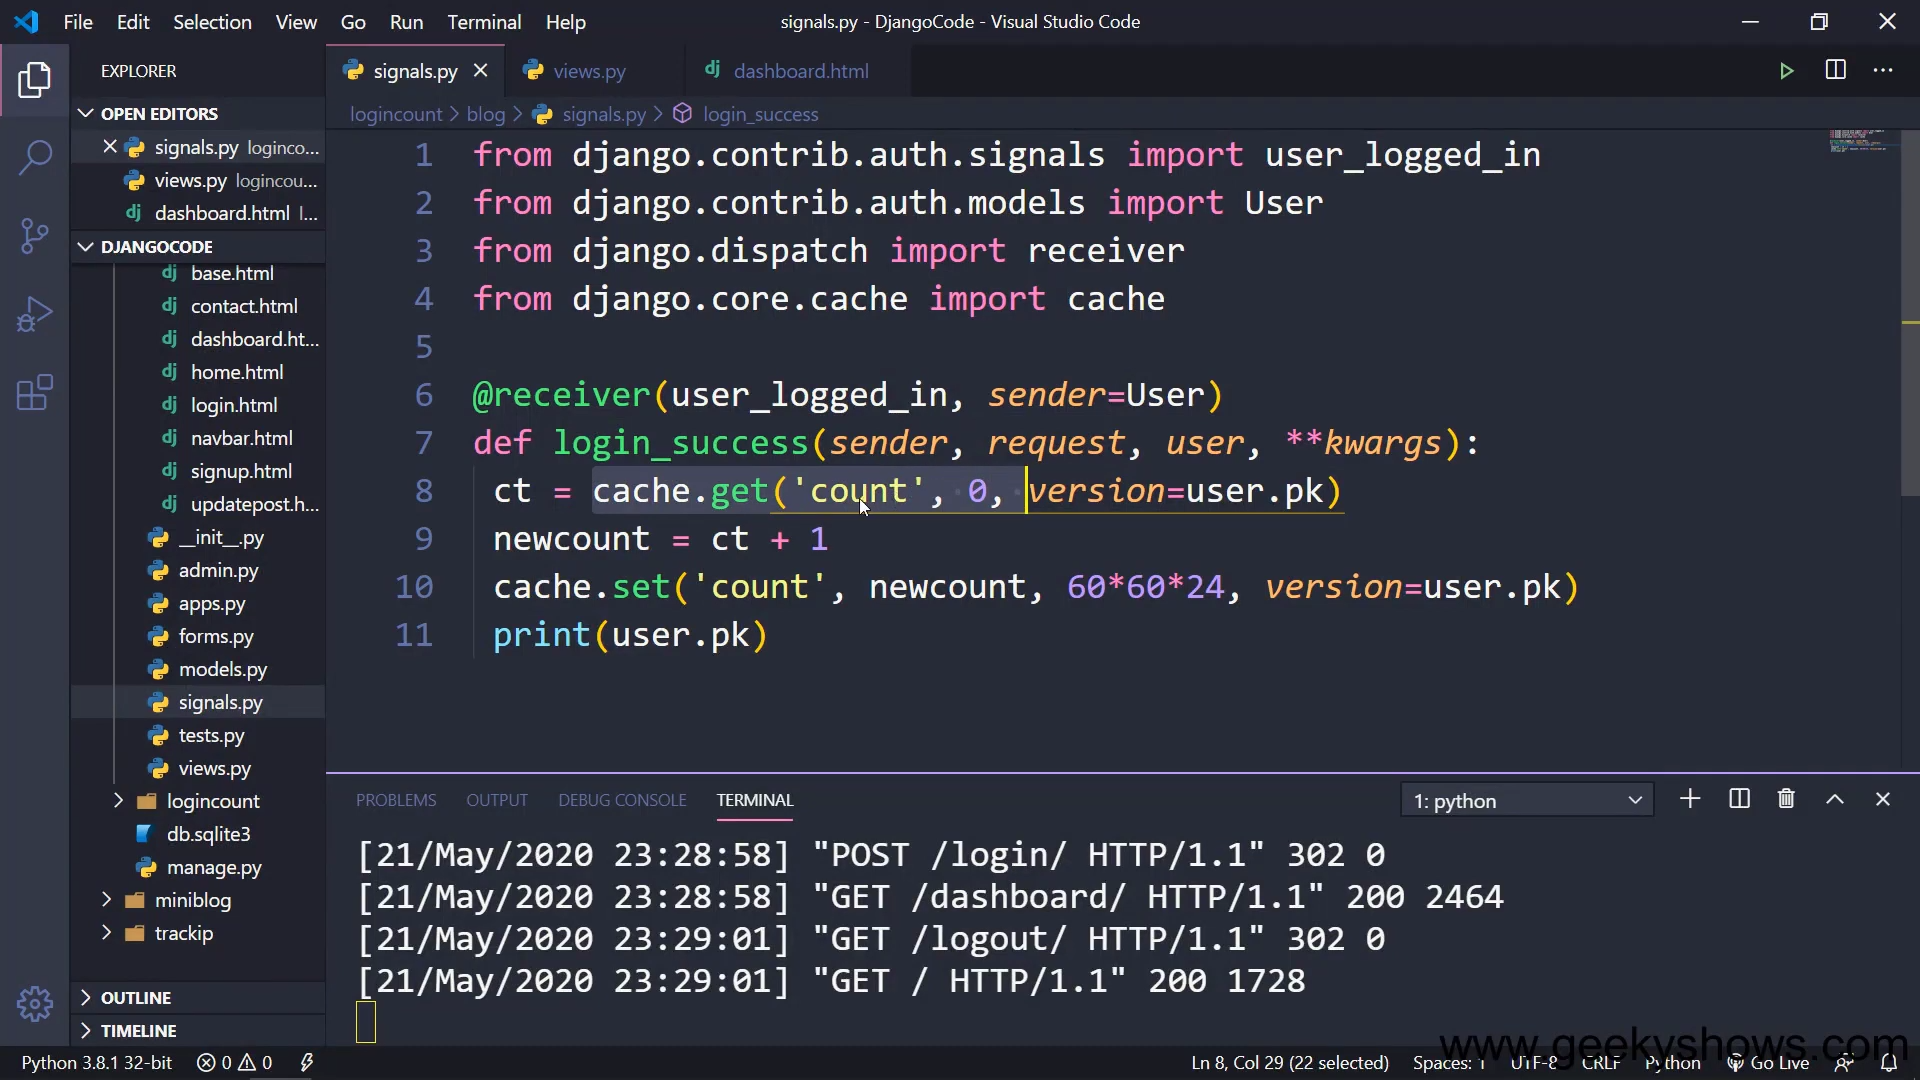 File Edit Selection View Go Run Terminal Help
signals.py - DjangoCode - Visual Studio Code
EXPLORER
OPEN EDITORS
signals.py loginco...
views.py logincou...
dashboard.html l...
DJANGOCODE
base.html
contact.html
dashboard.ht...
home.html
login.html
navbar.html
signup.html
updatepost.h...
__init__.py
admin.py
apps.py
forms.py
models.py
signals.py
tests.py
views.py
logincount
db.sqlite3
manage.py
miniblog
trackip
OUTLINE
TIMELINE
signals.py
views.py
dashboard.html
logincount > blog > signals.py > login_success
1 from django.contrib.auth.signals import user_logged_in
2 from django.contrib.auth.models import User
3 from django.dispatch import receiver
4 from django.core.cache import cache
5
6 @receiver(user_logged_in, sender=User)
7 def login_success(sender, request, user, **kwargs):
8 ct = cache.get('count', 0, version=user.pk)
9 newcount = ct + 1
10 cache.set('count', newcount, 60*60*24, version=user.pk)
11 print(user.pk)
PROBLEMS OUTPUT DEBUG CONSOLE TERMINAL
1: python
[21/May/2020 23:28:58] "POST /login/ HTTP/1.1" 302 0
[21/May/2020 23:28:58] "GET /dashboard/ HTTP/1.1" 200 2464
[21/May/2020 23:29:01] "GET /logout/ HTTP/1.1" 302 0
[21/May/2020 23:29:01] "GET / HTTP/1.1" 200 1728
www.geekyshows.com
Python 3.8.1 32-bit 0 0
Ln 8, Col 29 (22 selected) Spaces: 1 UTF-8 CRLF Python Go Live